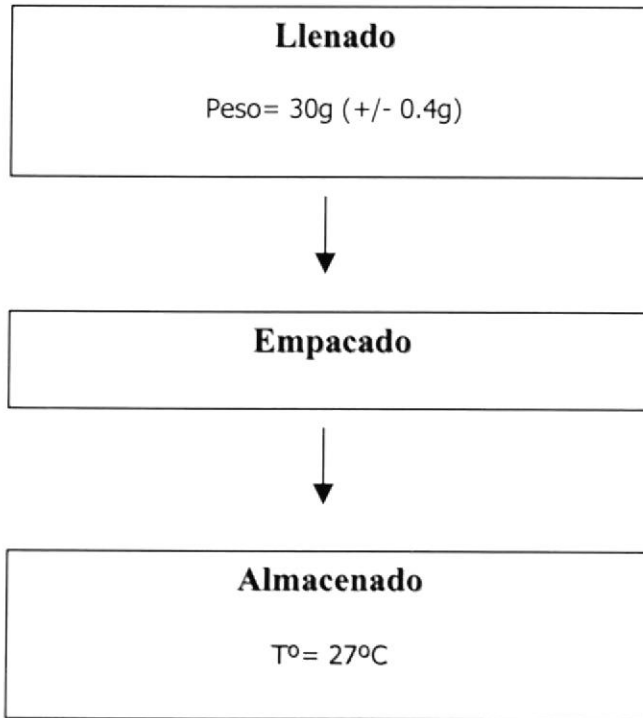 Llenado
Peso= 30g (+/- 0.4g)
Empacado
Almacenado
Tº= 27ºC